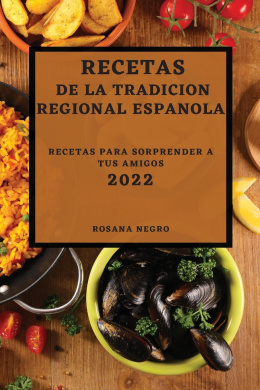 RECETAS
DE LA TRADICION
REGIONAL ESPANOLA
RECETAS PARA SORPRENDER A
TUS AMIGOS
2022
ROSANA NEGRO